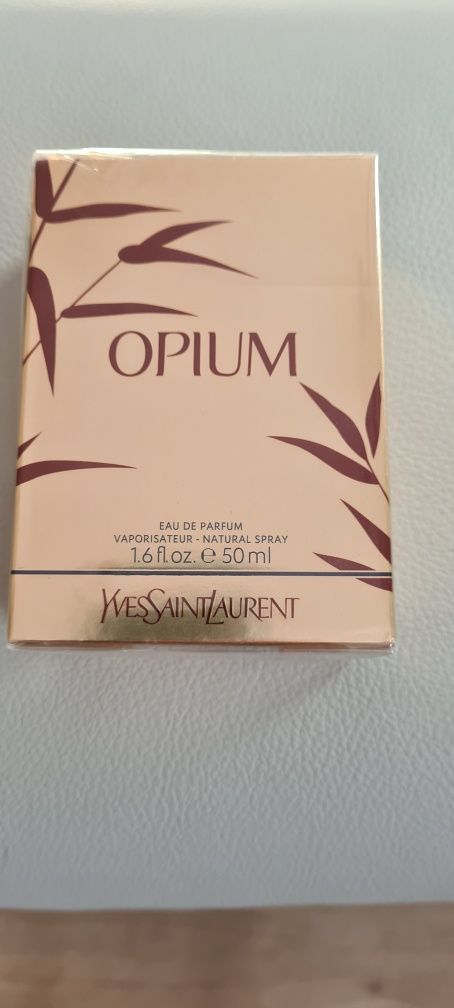 OPIUM
EAU DE PARFUM
VAPORISATEUR - NATURAL SPRAY
1.6 fl.oz. ℮ 50 ml
YVESSAINTLAURENT